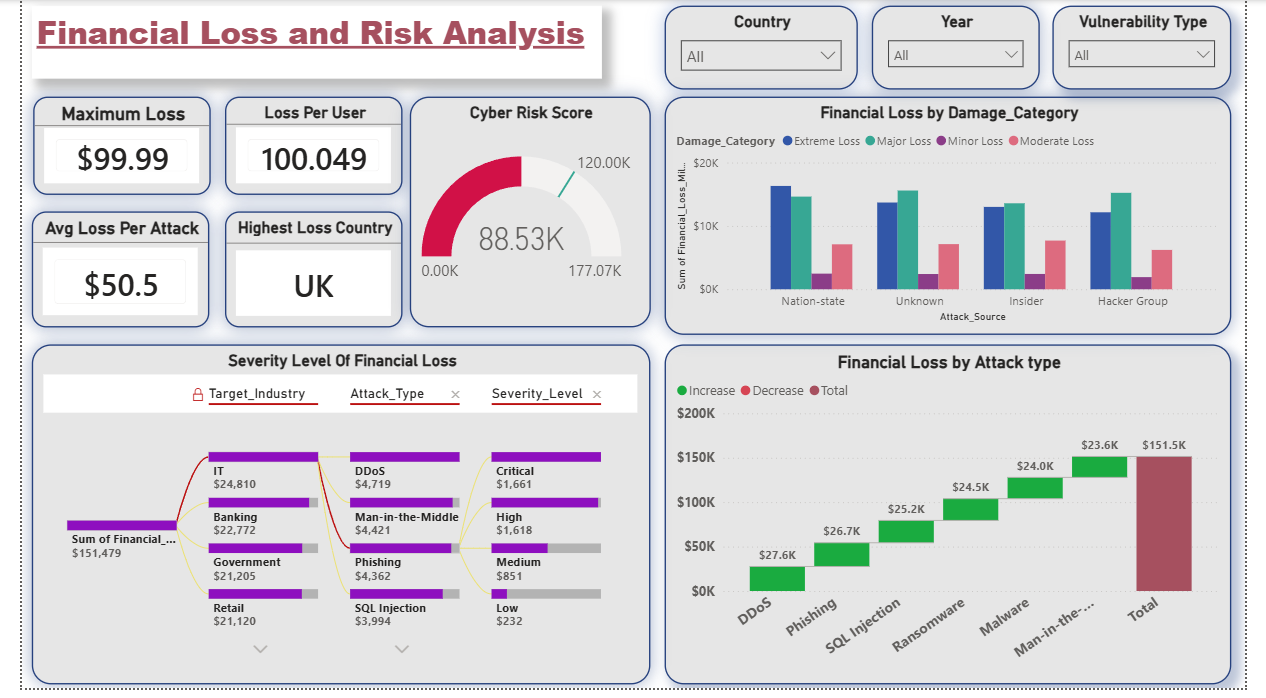 Financial Loss and Risk Analysis
Country
All
Year
All
Vulnerability Type
All
Maximum Loss
$99.99
Loss Per User
100.049
Avg Loss Per Attack
$50.5
Highest Loss Country
UK
Cyber Risk Score
120.00K
88.53K
0.00K
177.07K
Financial Loss by Damage_Category
Damage_Category Extreme Loss Major Loss Minor Loss Moderate Loss
Sum of Financial_Loss_Mil...
$20K
$10K
$0K
Nation-state Unknown Insider Hacker Group
Attack_Source
Severity Level Of Financial Loss
Target_Industry Attack_Type Severity_Level
Sum of Financial_...
$151,479
IT
$24,810
Banking
$22,772
Government
$21,205
Retail
$21,120
DDoS
$4,719
Man-in-the-Middle
$4,421
Phishing
$4,362
SQL Injection
$3,994
Critical
$1,661
High
$1,618
Medium
$851
Low
$232
Financial Loss by Attack type
Increase Decrease Total
$200K
$150K
$100K
$50K
$0K
$27.6K
$26.7K
$25.2K
$24.5K
$24.0K
$23.6K
$151.5K
DDoS
Phishing
SQL Injection
Ransomware
Malware
Man-in-the-...
Total